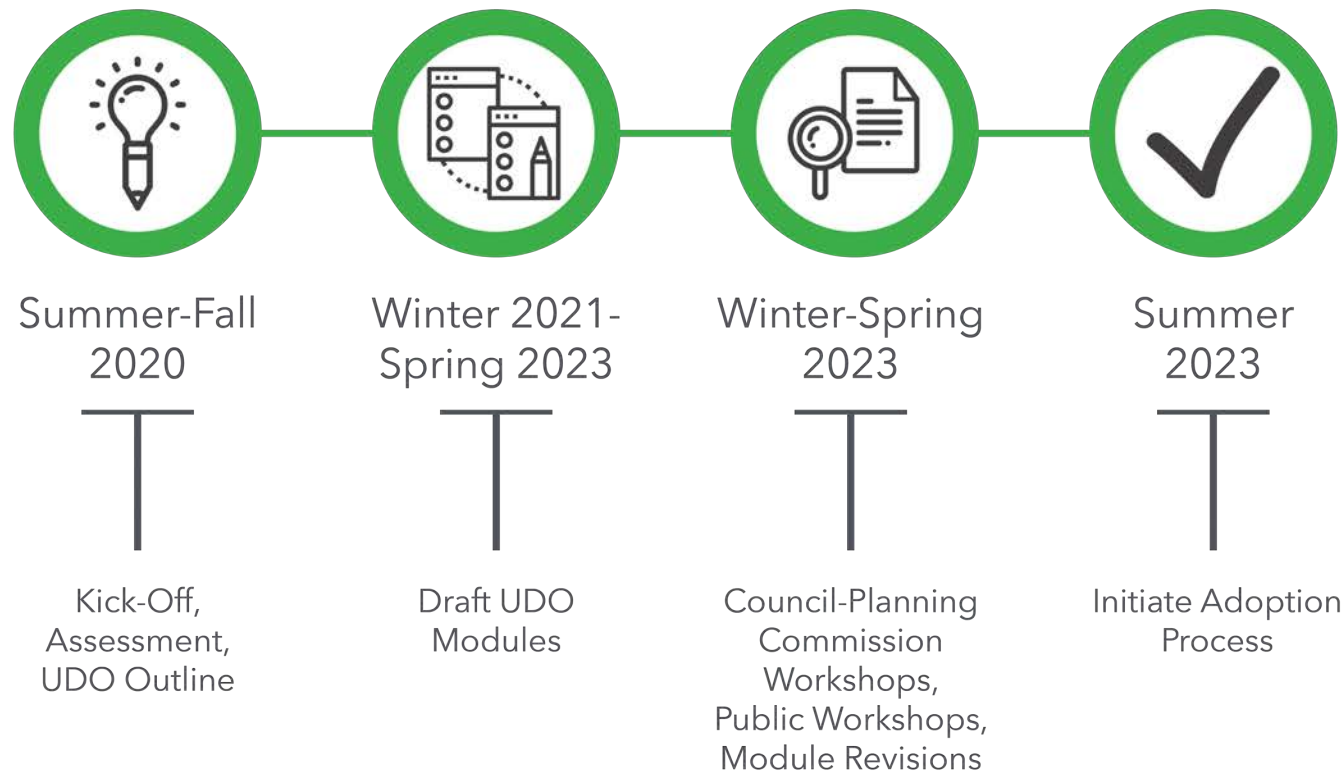 Summer-Fall
2020
Winter 2021-
Spring 2023
Winter-Spring
2023
Summer
2023
Kick-Off,
Assessment,
UDO Outline
Draft UDO
Modules
Council-Planning
Commission
Workshops,
Public Workshops,
Module Revisions
Initiate Adoption
Process